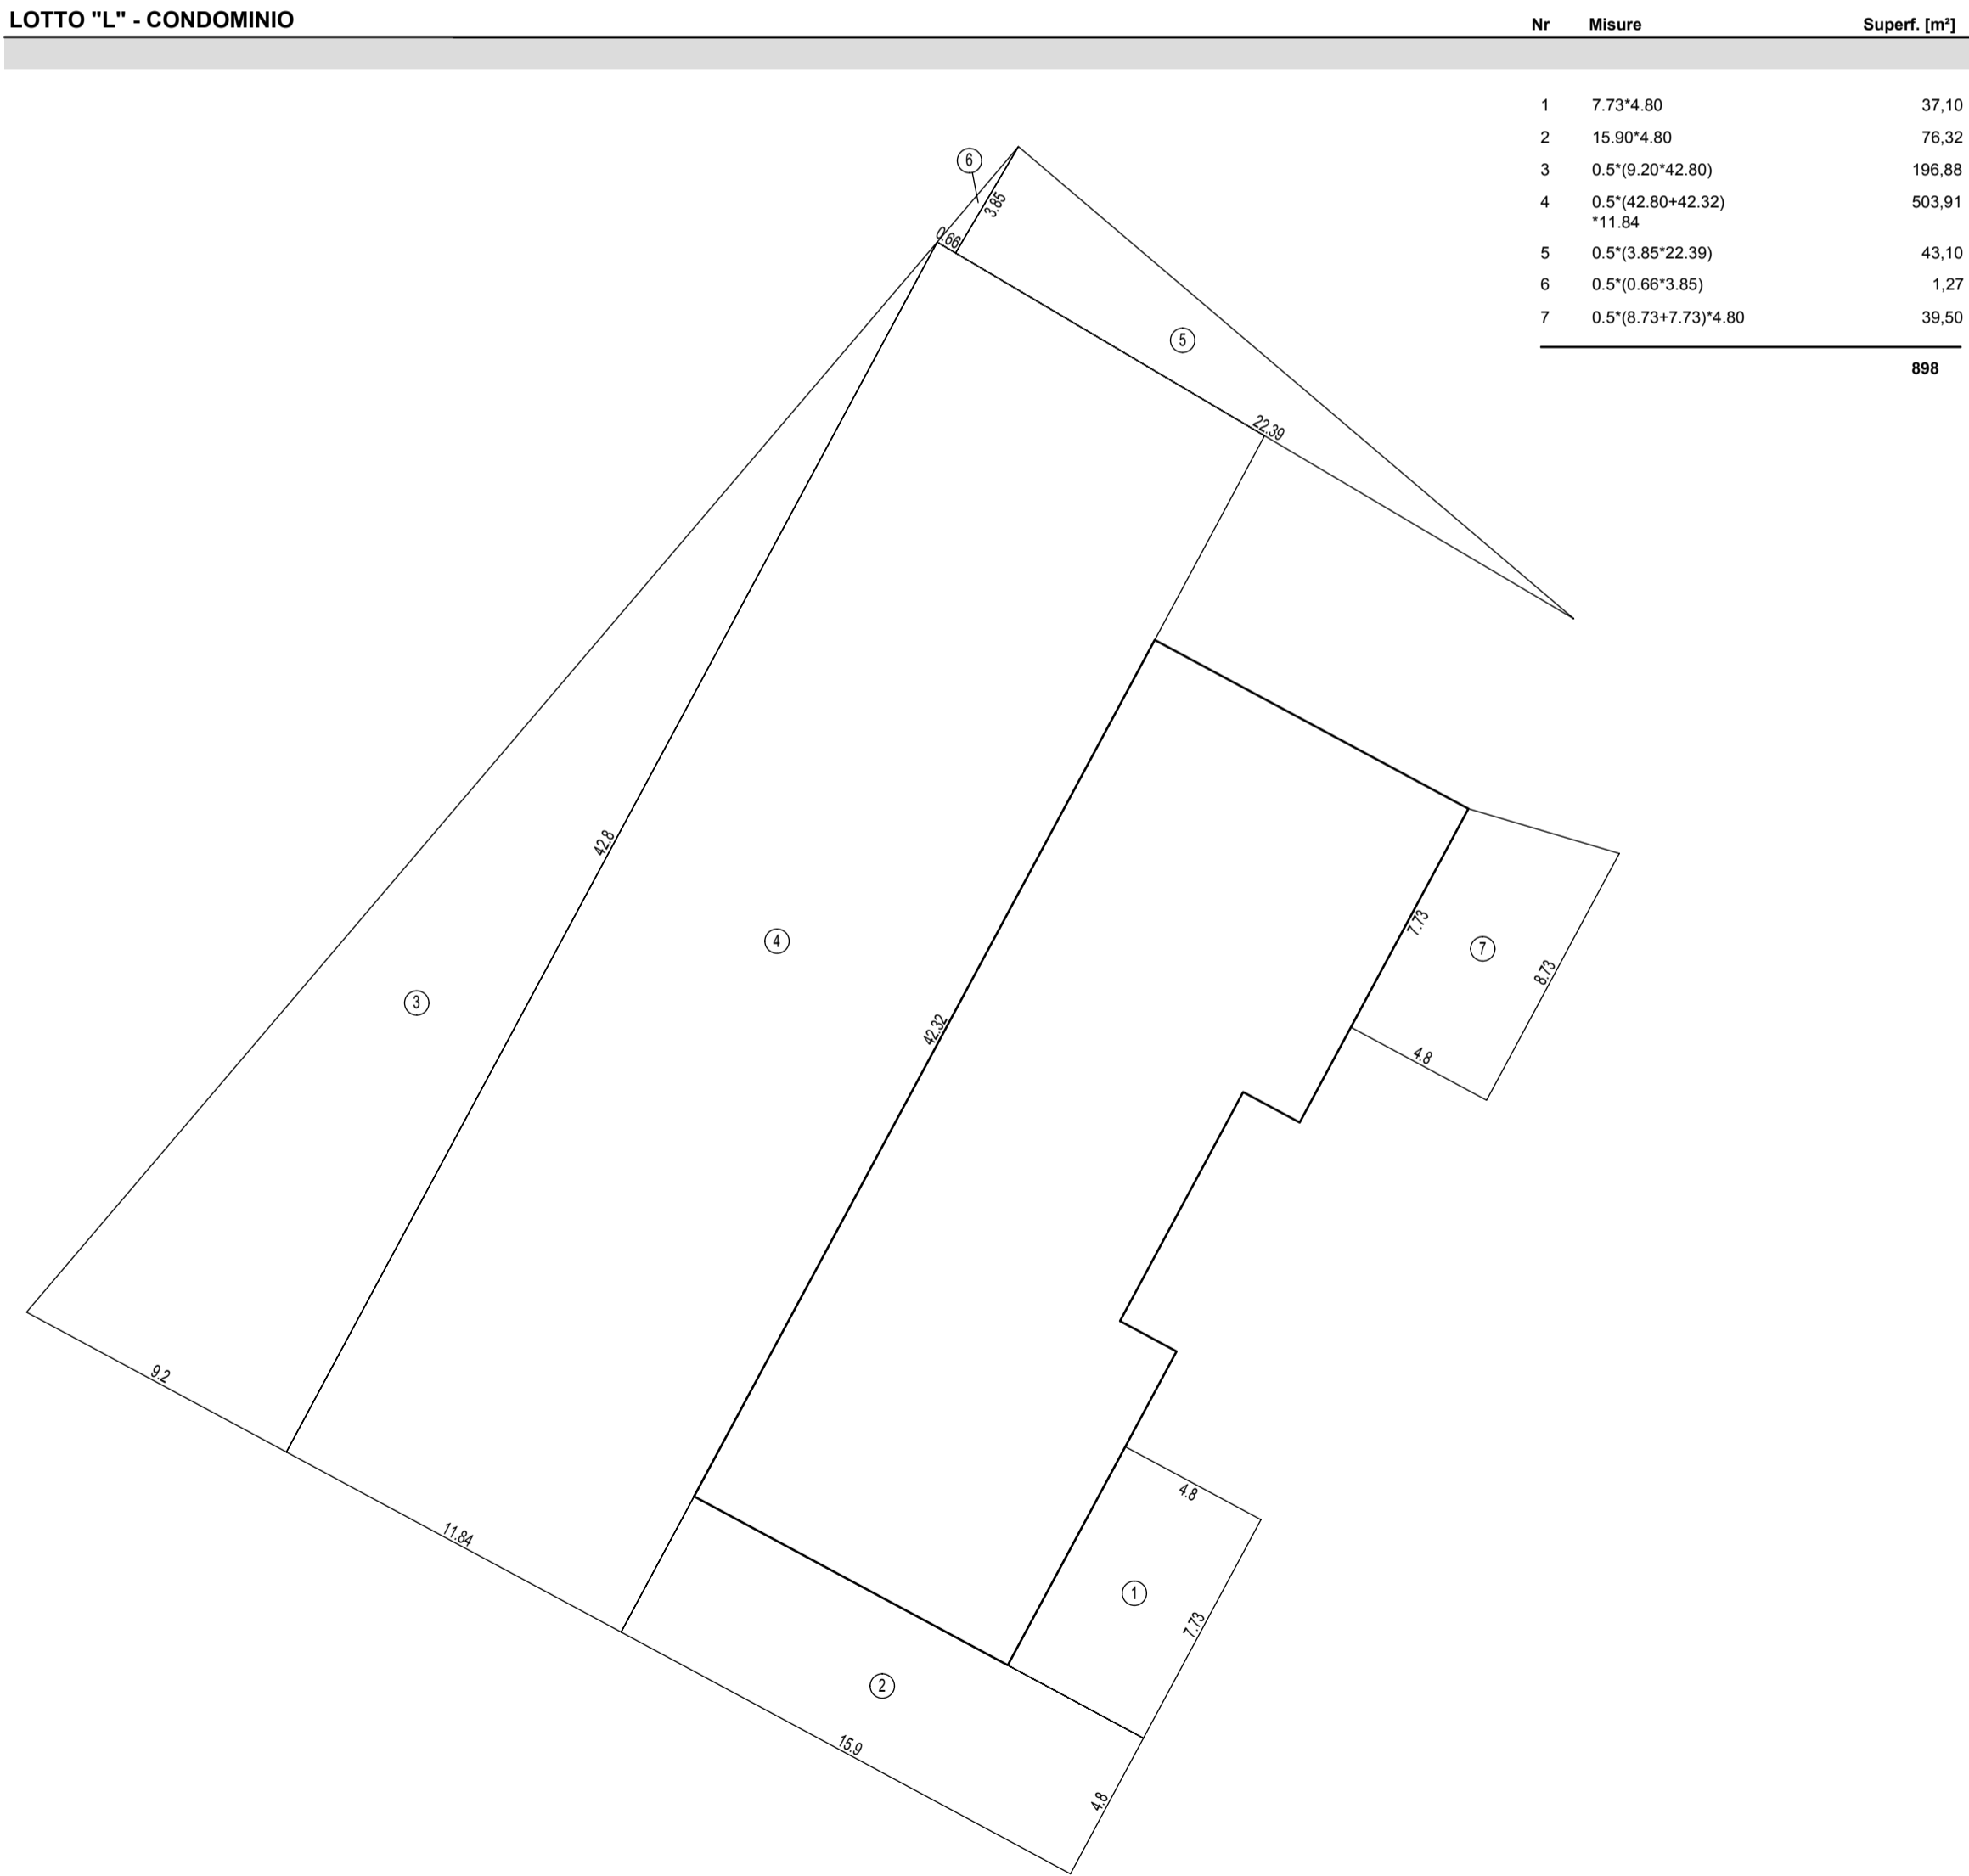 LOTTO "L" - CONDOMINIO
Nr Misure Superf. [m²]
1 7.73*4.80 37,10
2 15.90*4.80 76,32
3 0.5*(9.20*42.80) 196,88
4 0.5*(42.80+42.32) 503,91
*11.84
5 0.5*(3.85*22.39) 43,10
6 0.5*(0.66*3.85) 1,27
7 0.5*(8.73+7.73)*4.80 39,50
898
6
3.85
0.66
5
22.39
42.8
4
7.73
7
8.73
3
42.32
4.8
9.2
4.8
11.84
1
7.73
2
15.9
4.8